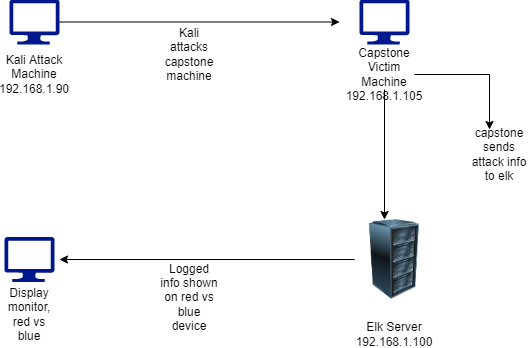 Kali Attack
Machine
192.168.1.90
Kali
attacks
capstone
machine
Capstone
Victim
Machine
192.168.1.105
capstone
sends
attack info
to elk
Display
monitor,
red vs
blue
Logged
info shown
on red vs
blue
device
Elk Server
192.168.1.100